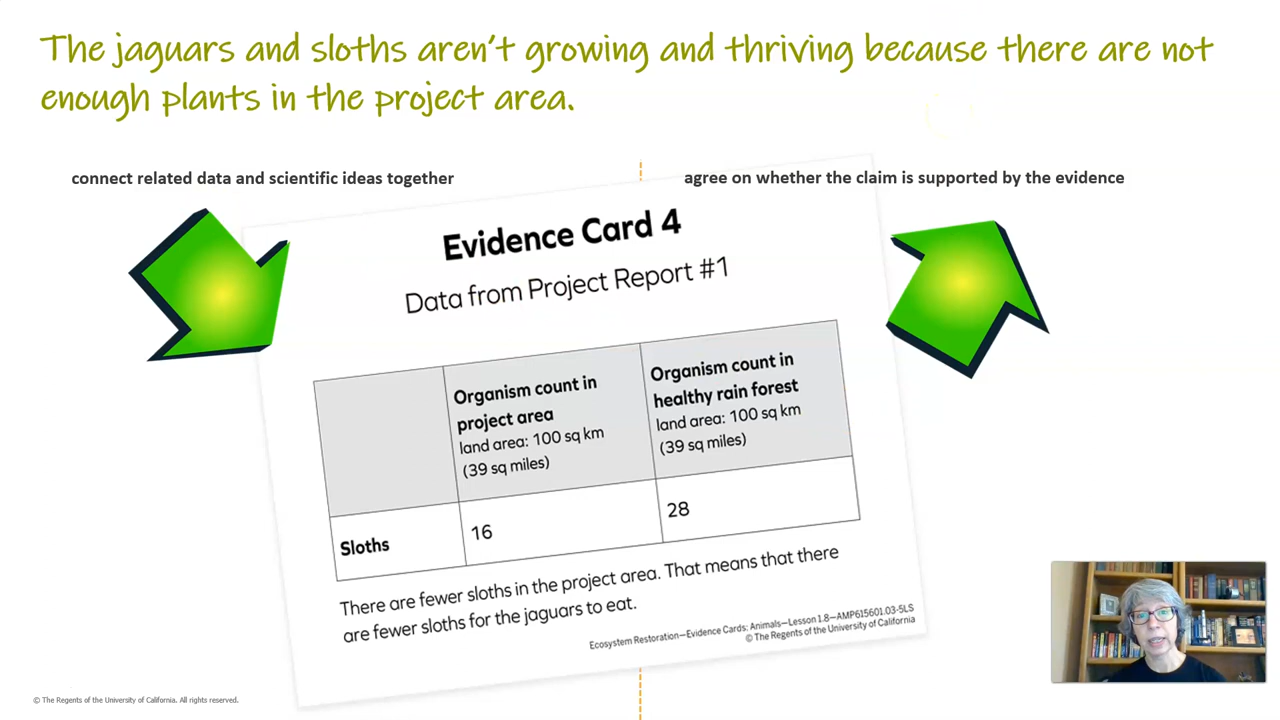 The jaguars and sloths aren't growing and thriving because there are not
enough plants in the project area.
connect related data and scientific ideas together
agree on whether the claim is supported by the evidence
Evidence Card 4
Data from Project Report #1
Organism count in
project area
land area: 100 sq km
(39 sq miles)
Organism count in
healthy rain forest
land area: 100 sq km
(39 sq miles)
Sloths
16
28
There are fewer sloths in the project area. That means that there
are fewer sloths for the jaguars to eat.
Ecosystem Restoration—Evidence Cards: Animals—Lesson 1.8—AMP615601.03-5LS
© The Regents of the University of California
© The Regents of the University of California. All rights reserved.